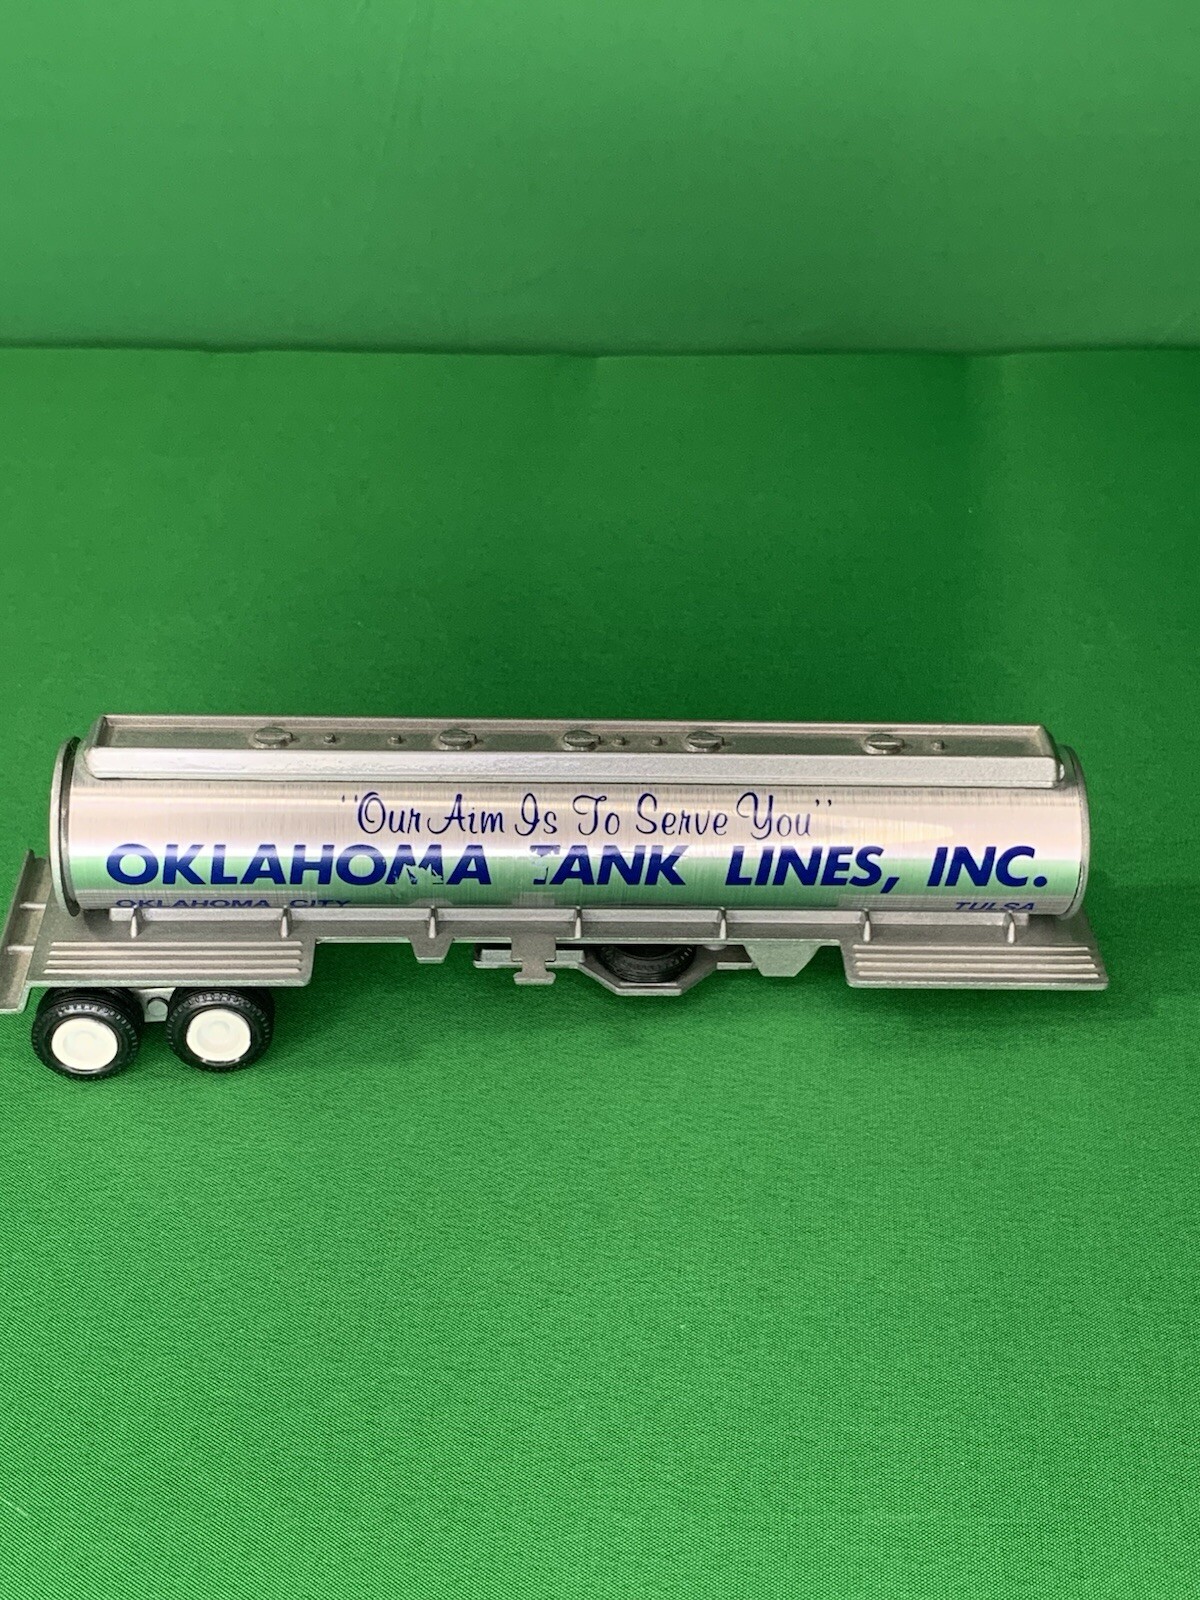 "Our Aim Is To Serve You"
OKLAHOMA TANK LINES, INC.
OKLAHOMA CITY TULSA